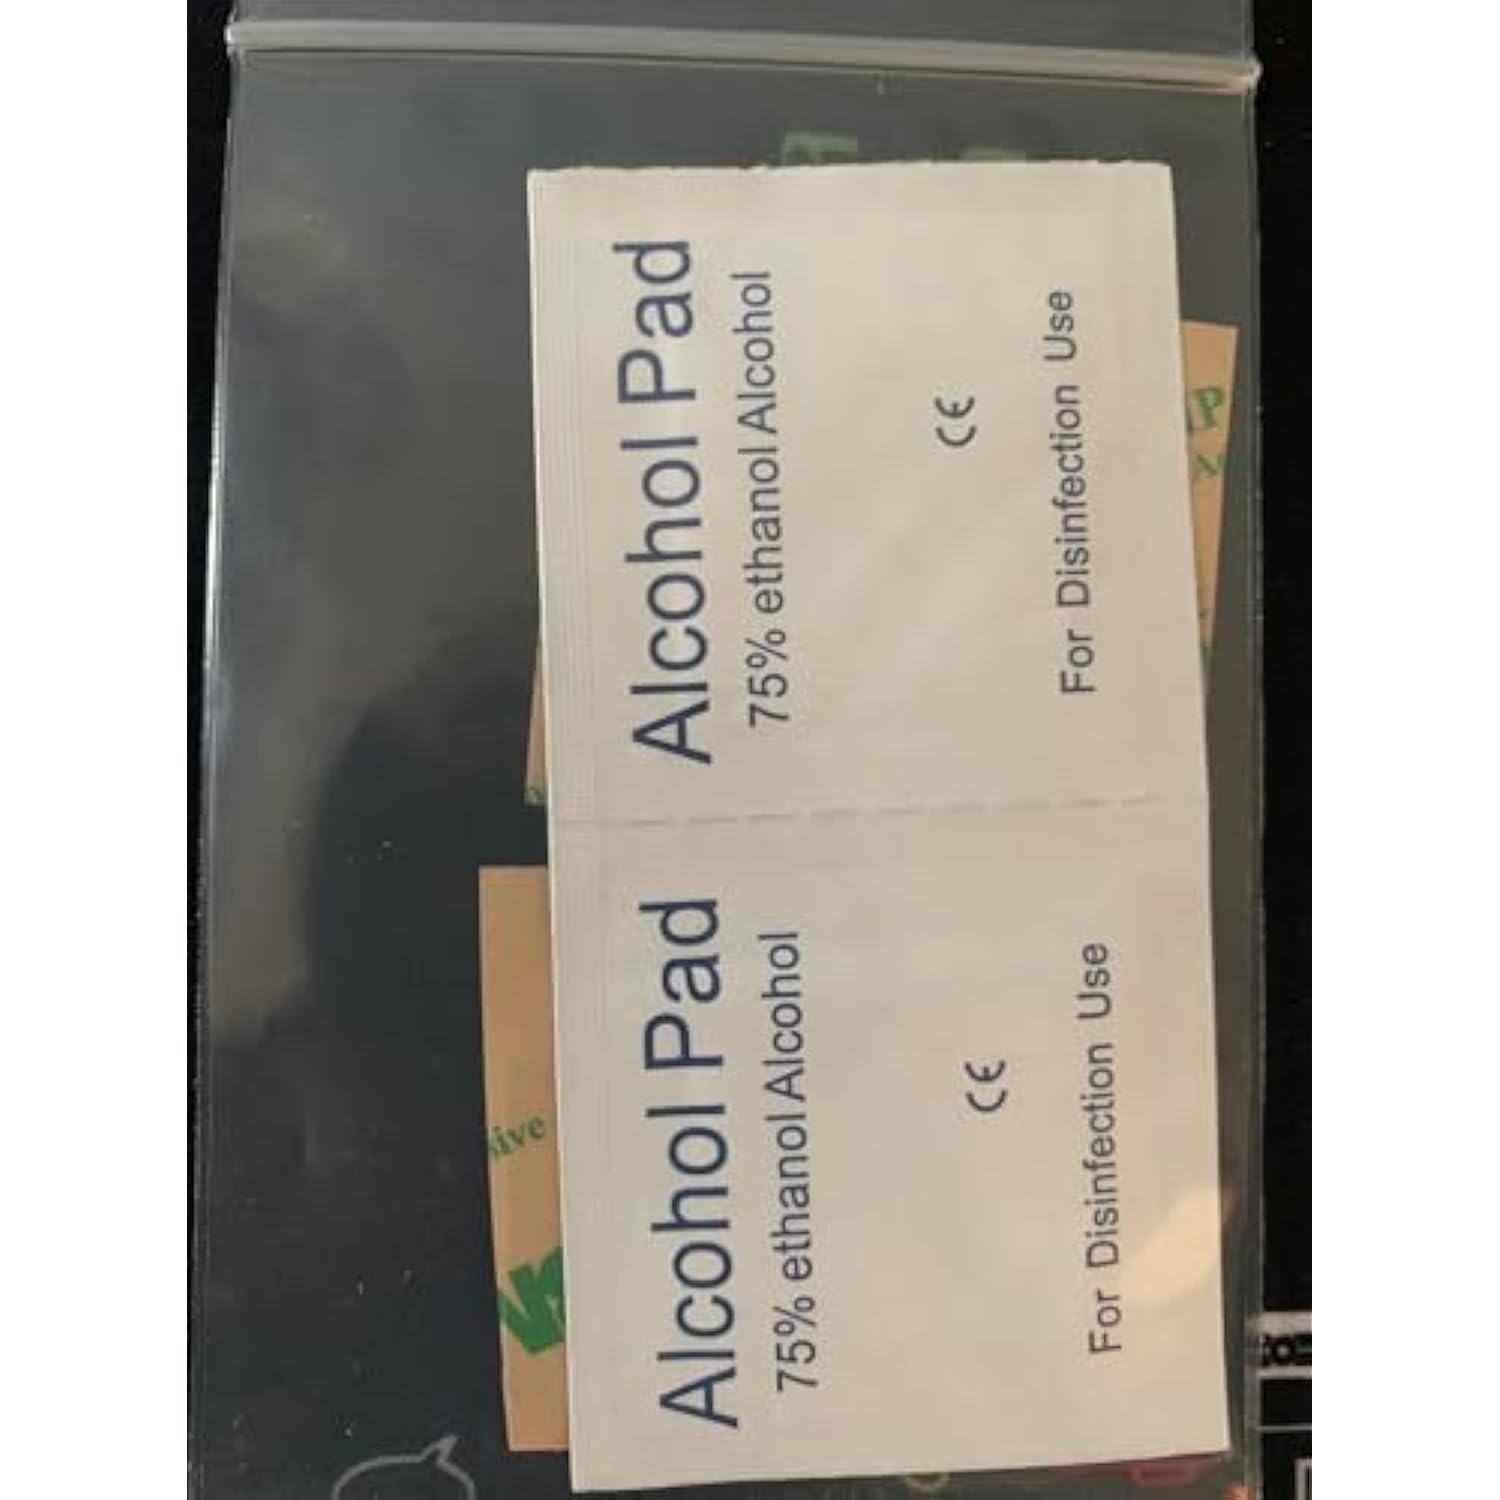 Alcohol Pad
75% ethanol Alcohol
CE
For Disinfection Use
Alcohol Pad
75% ethanol Alcohol
CE
For Disinfection Use